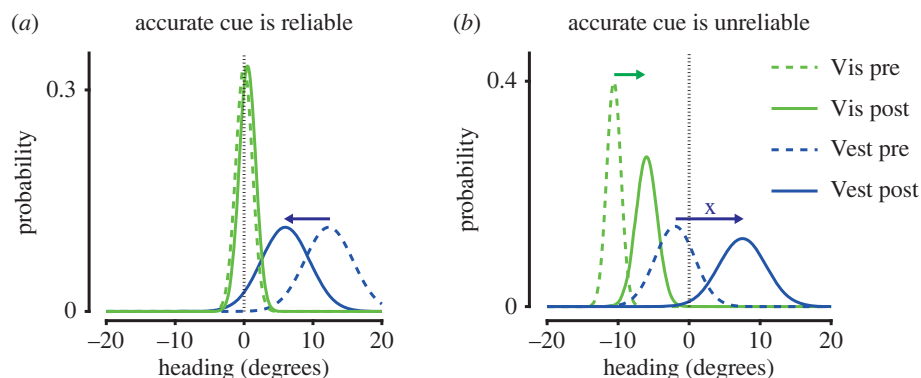 (a) accurate cue is reliable
0.3
0
probability
−20 −10 0 10 20
heading (degrees)
(b) accurate cue is unreliable
0.4
0
probability
x
−20 −10 0 10 20
heading (degrees)
Vis pre
Vis post
Vest pre
Vest post